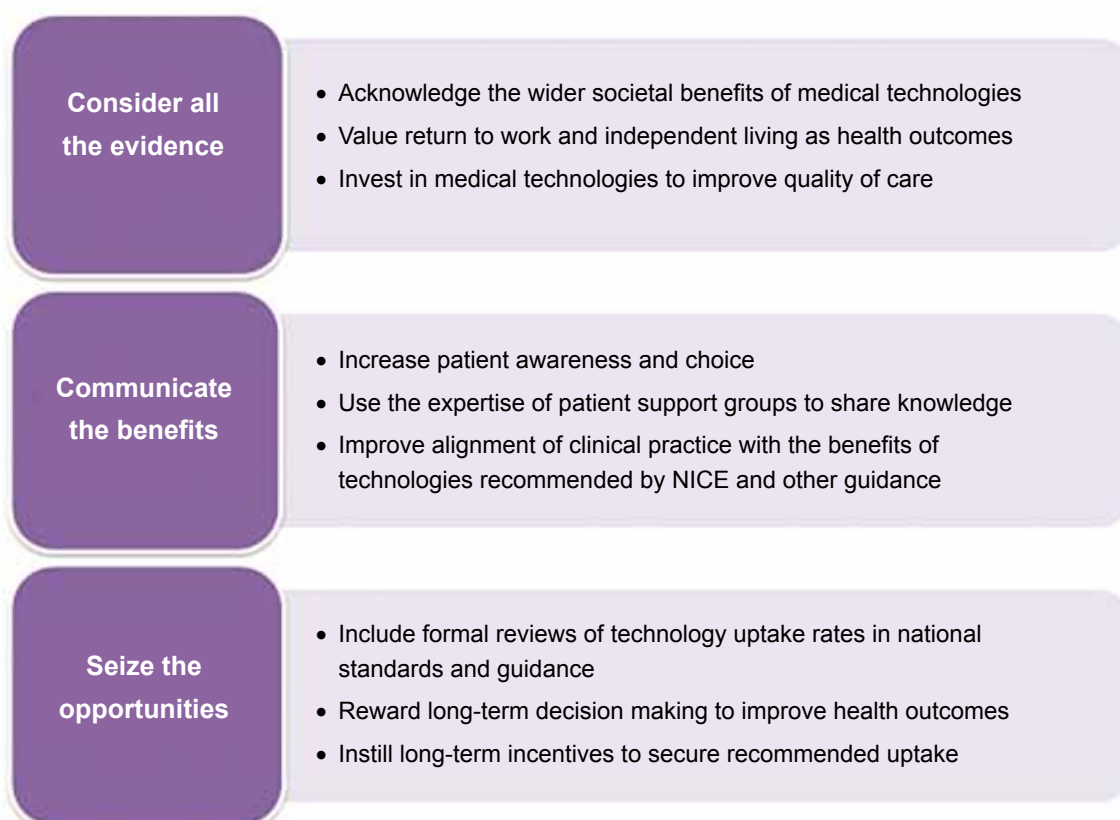 Consider all
the evidence
• Acknowledge the wider societal benefits of medical technologies
• Value return to work and independent living as health outcomes
• Invest in medical technologies to improve quality of care
Communicate
the benefits
• Increase patient awareness and choice
• Use the expertise of patient support groups to share knowledge
• Improve alignment of clinical practice with the benefits of
technologies recommended by NICE and other guidance
Seize the
opportunities
• Include formal reviews of technology uptake rates in national
standards and guidance
• Reward long-term decision making to improve health outcomes
• Instill long-term incentives to secure recommended uptake